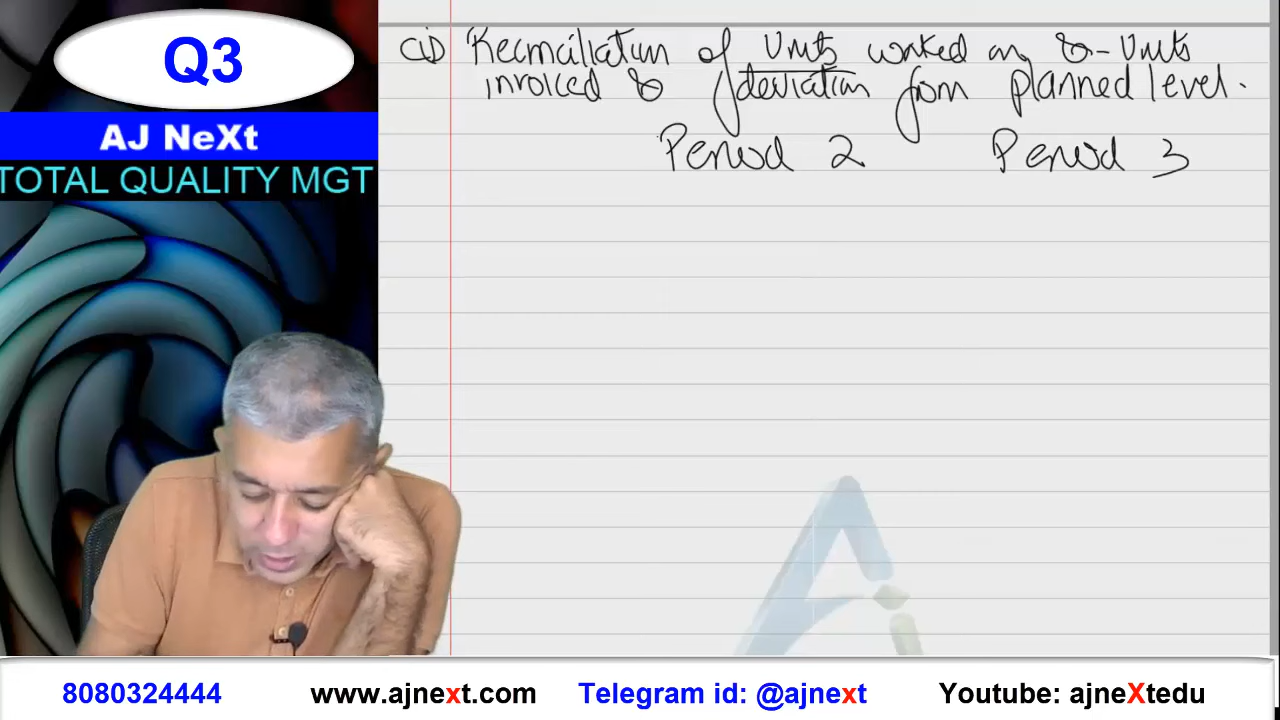 Q3
AJ NeXt
TOTAL QUALITY MGT
(i) Reconciliation of Units worked on & Units
invoiced & deviation from planned level.
Period 2 Period 3
8080324444 www.ajnext.com Telegram id: @ajnext Youtube: ajneXtedu